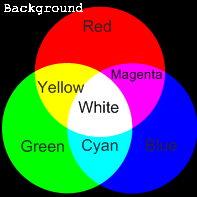 Background
Red
Yellow
Magenta
White
Green
Cyan
Blue